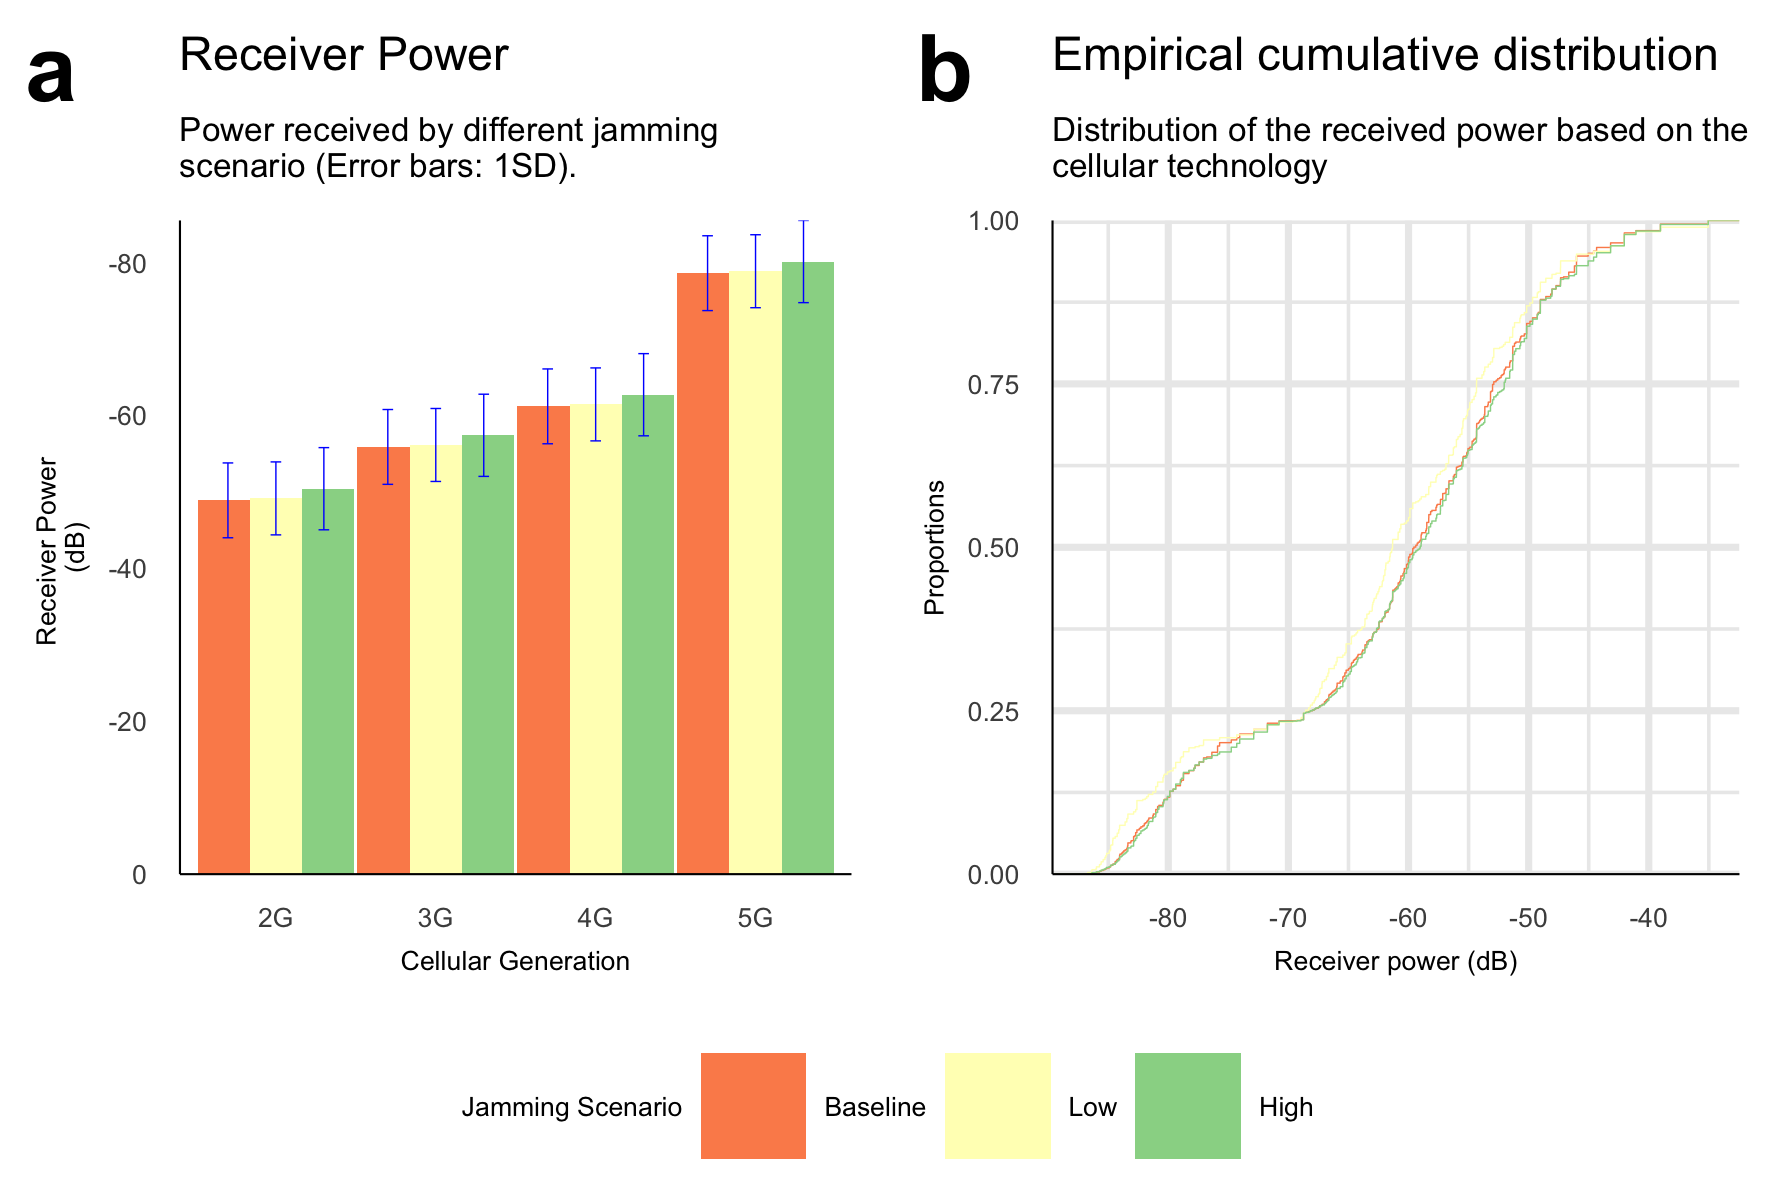 a
Receiver Power
Power received by different jamming
scenario (Error bars: 1SD).
Receiver Power
(dB)
-80
-60
-40
-20
0
2G
3G
4G
5G
Cellular Generation
b
Empirical cumulative distribution
Distribution of the received power based on the
cellular technology
Proportions
1.00
0.75
0.50
0.25
0.00
-80
-70
-60
-50
-40
Receiver power (dB)
Jamming Scenario
Baseline
Low
High